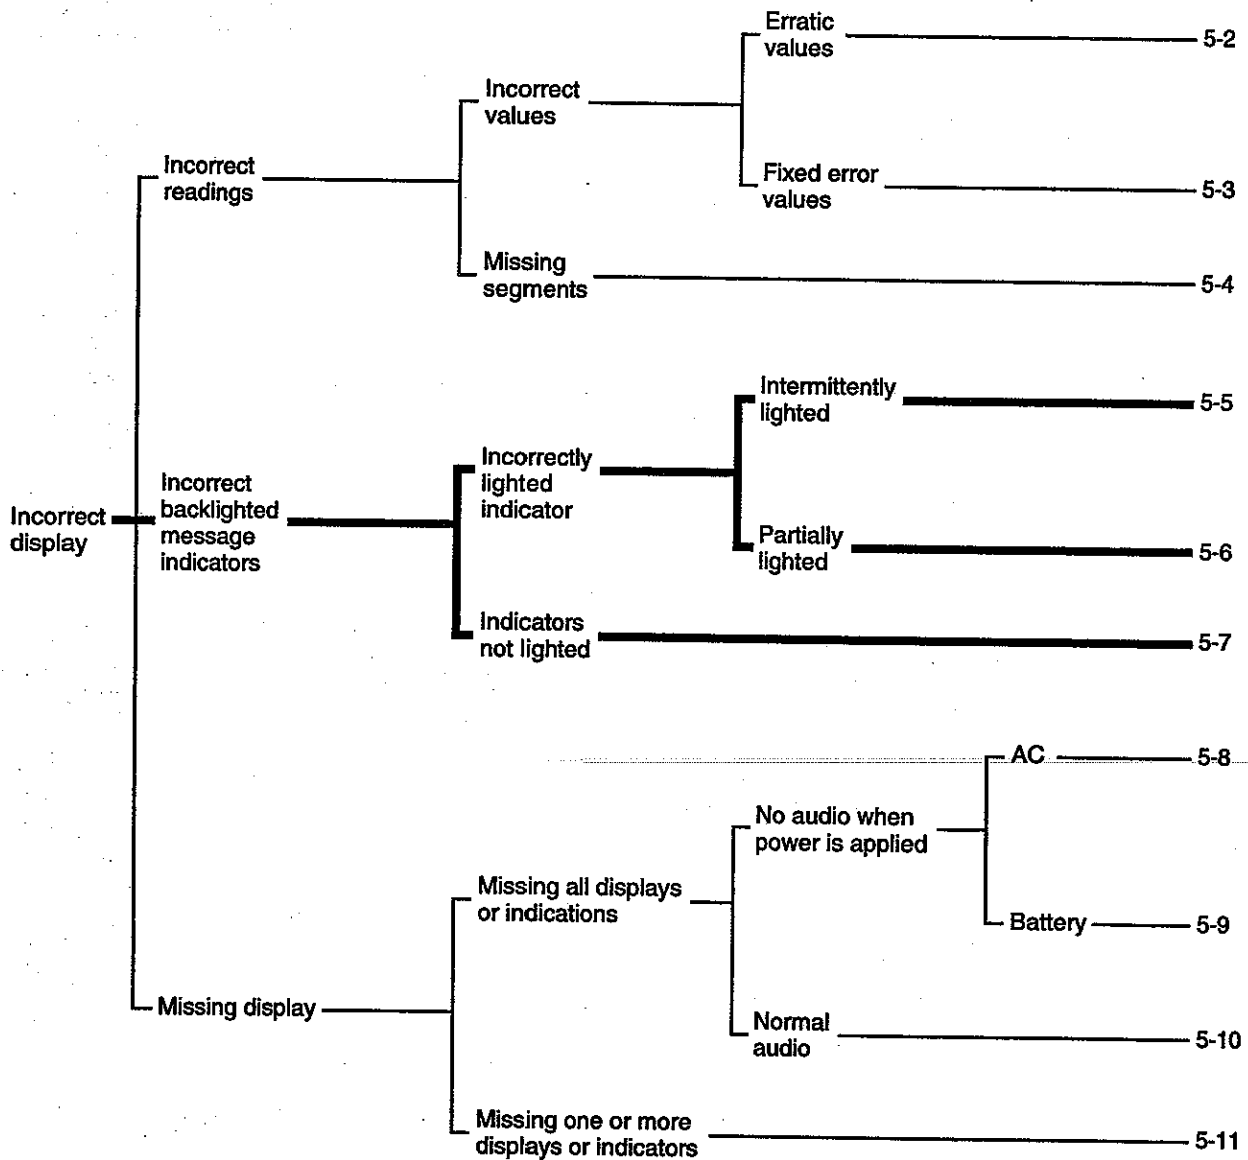 Erratic
values
5-2
Incorrect
values
Incorrect
readings
Fixed error
values
5-3
Missing
segments
5-4
Intermittently
lighted
5-5
Incorrectly
lighted
indicator
Incorrect
display
Incorrect
backlighted
message
indicators
Partially
lighted
5-6
Indicators
not lighted
5-7
AC
5-8
No audio when
power is applied
Missing all displays
or indications
Battery
5-9
Missing display
Normal
audio
5-10
Missing one or more
displays or indicators
5-11